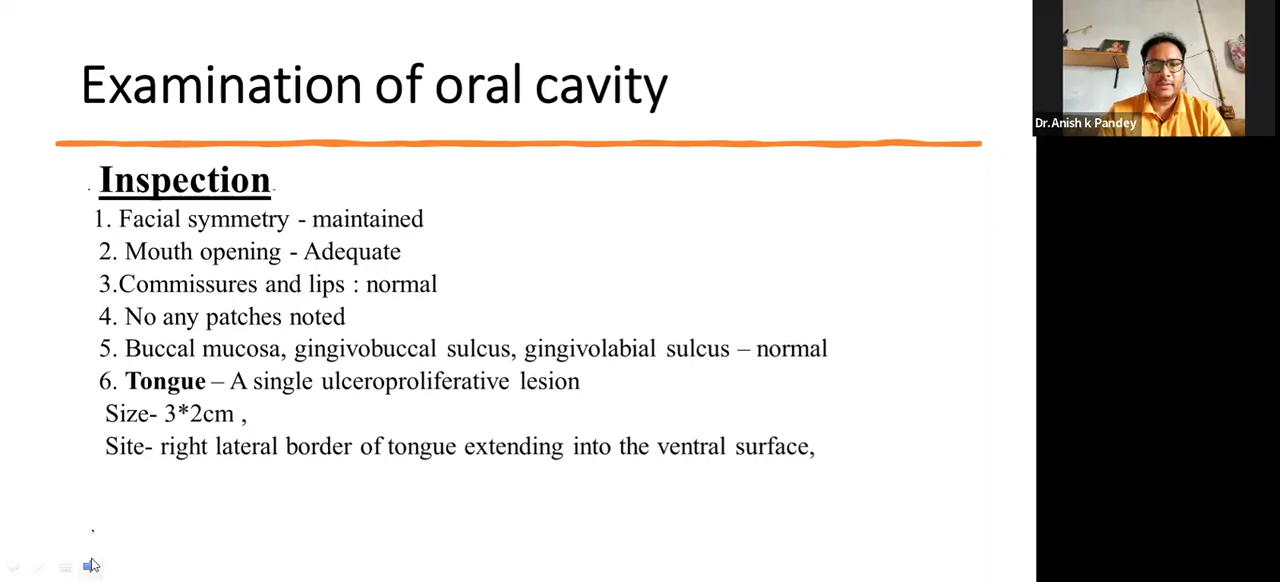 Examination of oral cavity
Dr.Anish k Pandey
Inspection
1. Facial symmetry - maintained
2. Mouth opening - Adequate
3.Commissures and lips : normal
4. No any patches noted
5. Buccal mucosa, gingivobuccal sulcus, gingivolabial sulcus – normal
6. Tongue – A single ulceroproliferative lesion
Size- 3*2cm ,
Site- right lateral border of tongue extending into the ventral surface,